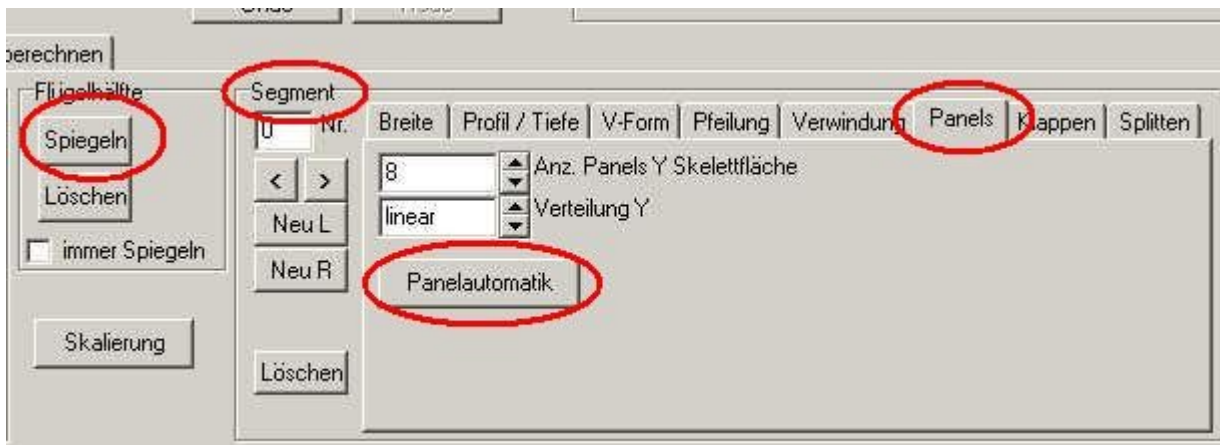 berechnen
Flügelhälfte
Spiegeln
Löschen
immer Spiegeln
Skalierung
Segment
0 Nr.
< >
Neu L
Neu R
Löschen
Breite Profil / Tiefe V-Form Pfeilung Verwindung Panels Klappen Splitten
8 Anz. Panels Y Skelettfläche
linear Verteilung Y
Panelautomatik